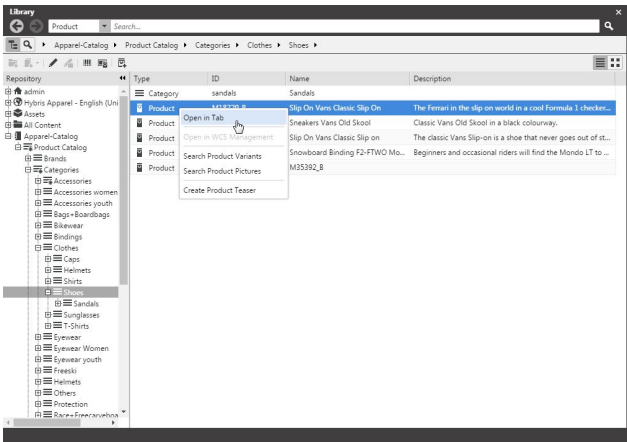 Library
Product Search...
Apparel-Catalog Product Catalog Categories Clothes Shoes
Repository
admin
Hybris Apparel - English (Uni
Assets
All Content
Apparel-Catalog
Product Catalog
Brands
Categories
Accessories
Accessories women
Accessories youth
Bags+Boardbags
Bikewear
Bindings
Clothes
Caps
Helmets
Shirts
Shoes
Sandals
Sunglasses
T-Shirts
Eyewear
Eyewear Women
Eyewear youth
Freeski
Helmets
Others
Protection
Race+Freecarveboa
Type ID Name Description
Category sandals Sandals
Product M18729_B Slip On Vans Classic Slip On The Ferrari in the slip on world in a cool Formula 1 checker...
Product Sneakers Vans Old Skool Classic Vans Old Skool in a black colourway.
Product Slip On Vans Classic Slip on The classic Vans Slip-on is a shoe that never goes out of st...
Product Snowboard Binding F2-FTWO Mo... Beginners and occasional riders will find the Mondo LT to ...
Product M35392_B
Open in Tab
Open in WCS Management
Search Product Variants
Search Product Pictures
Create Product Teaser